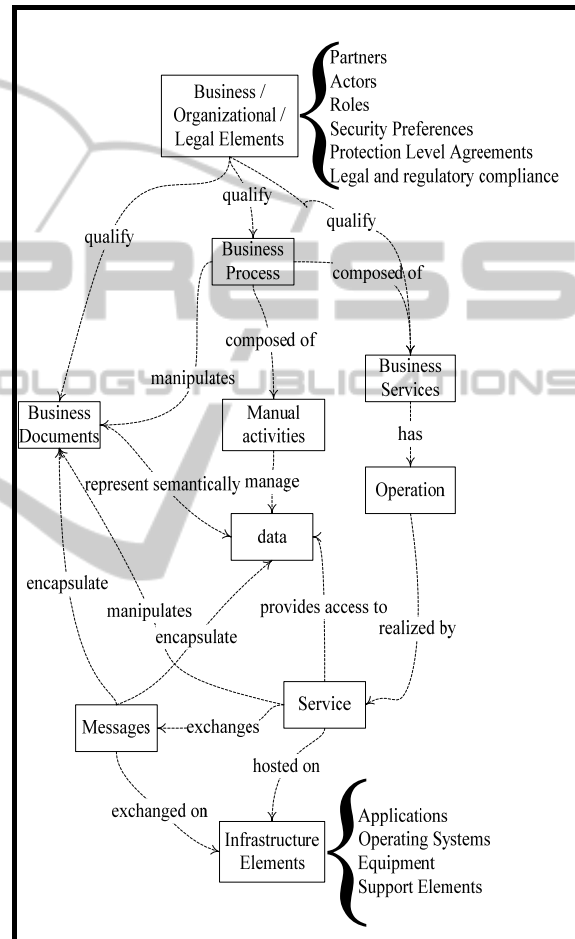 Partners
Actors
Roles
Security Preferences
Protection Level Agreements
Legal and regulatory compliance
Business /
Organizational /
Legal Elements
qualify
qualify
qualify
Business
Process
composed of
composed of
manipulates
Business
Services
Business
Documents
Manual
activities
has
represent semantically
manage
Operation
data
encapsulate
manipulates
encapsulate
provides access to
realized by
Messages
exchanges
Service
hosted on
exchanged on
Infrastructure
Elements
Applications
Operating Systems
Equipment
Support Elements
PRESS
OLOGY PUBLICATIONS